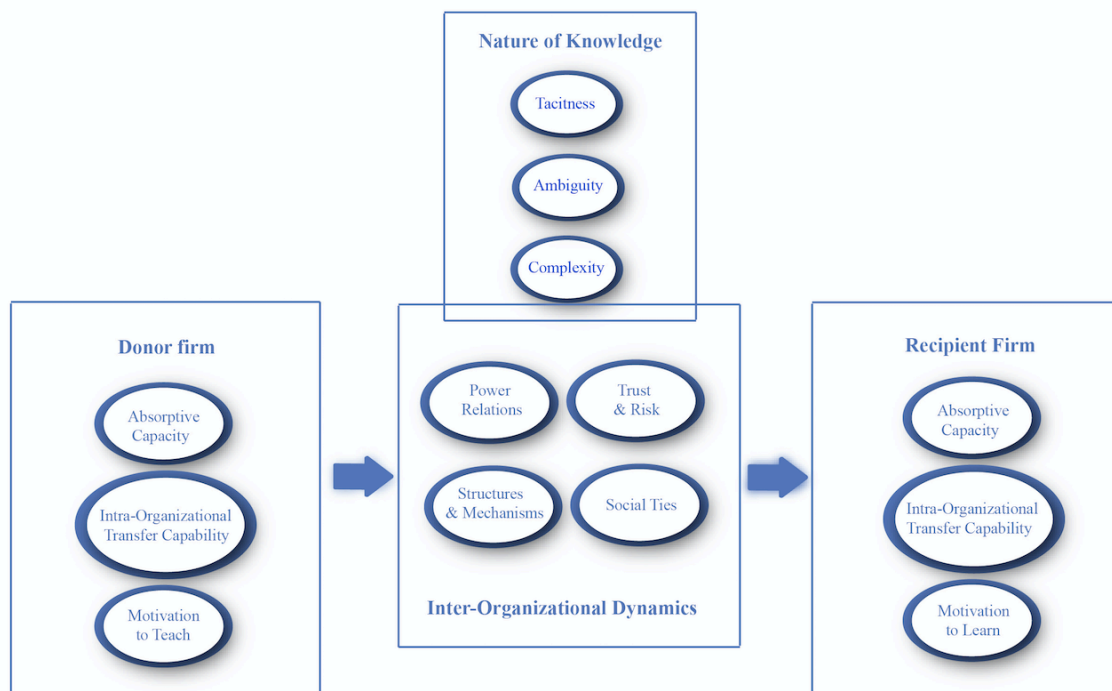 Nature of Knowledge
Tacitness
Ambiguity
Complexity
Donor firm
Absorptive
Capacity
Intra-Organizational
Transfer Capability
Motivation
to Teach
Power
Relations
Trust
& Risk
Structures
& Mechanisms
Social Ties
Inter-Organizational Dynamics
Recipient Firm
Absorptive
Capacity
Intra-Organizational
Transfer Capability
Motivation
to Learn